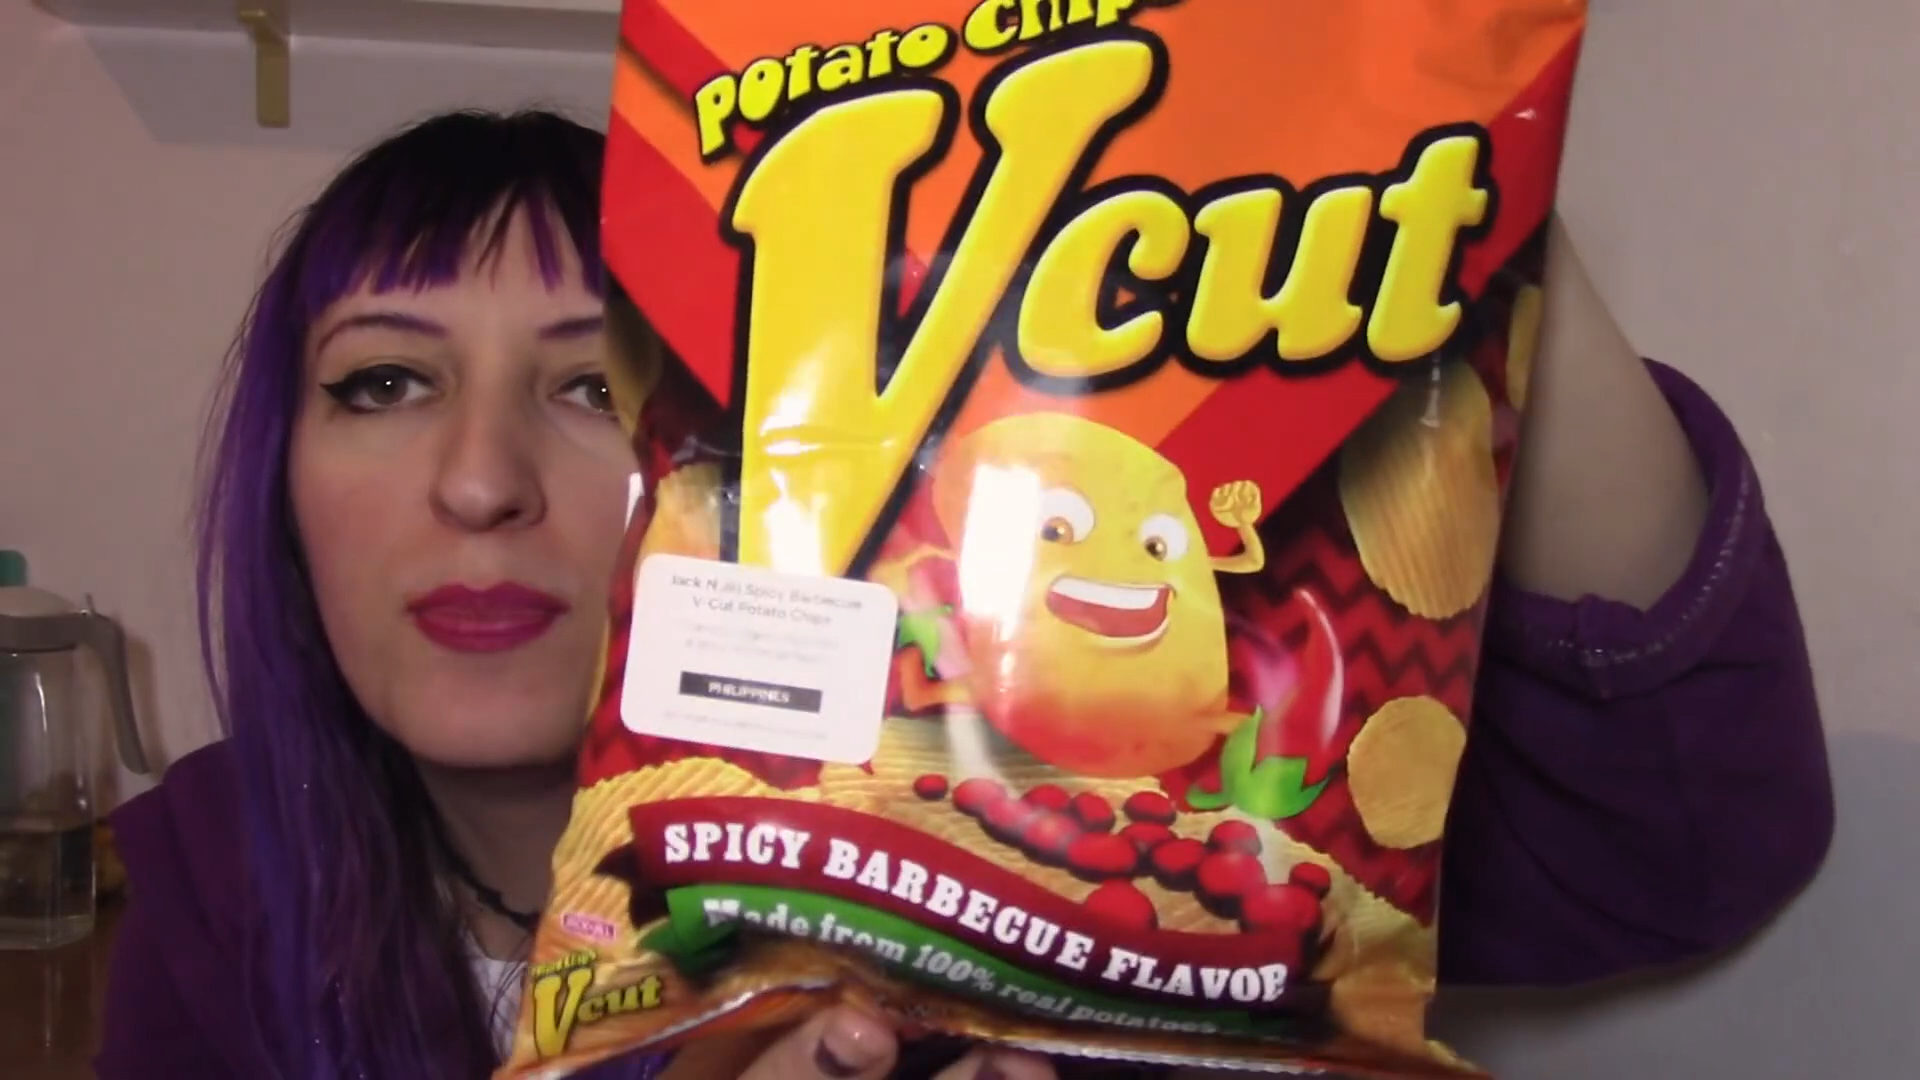 potato chips
Vcut
Jack N Jill Spicy Barbecue
V-Cut Potato Chips
PHILIPPINES
SPICY BARBECUE FLAVOR
Made from 100% real potatoes
Vcut